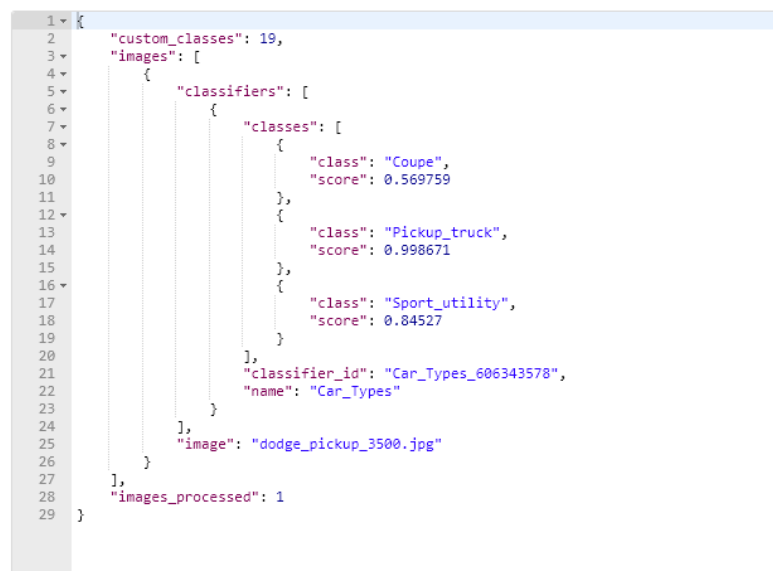 1 {
2     "custom_classes": 19,
3     "images": [
4         {
5             "classifiers": [
6                 {
7                     "classes": [
8                         {
9                             "class": "Coupe",
10                             "score": 0.569759
11                         },
12                         {
13                             "class": "Pickup_truck",
14                             "score": 0.998671
15                         },
16                         {
17                             "class": "Sport_utility",
18                             "score": 0.84527
19                         }
20                     ],
21                     "classifier_id": "Car_Types_606343578",
22                     "name": "Car_Types"
23                 }
24             ],
25             "image": "dodge_pickup_3500.jpg"
26         }
27     ],
28     "images_processed": 1
29 }